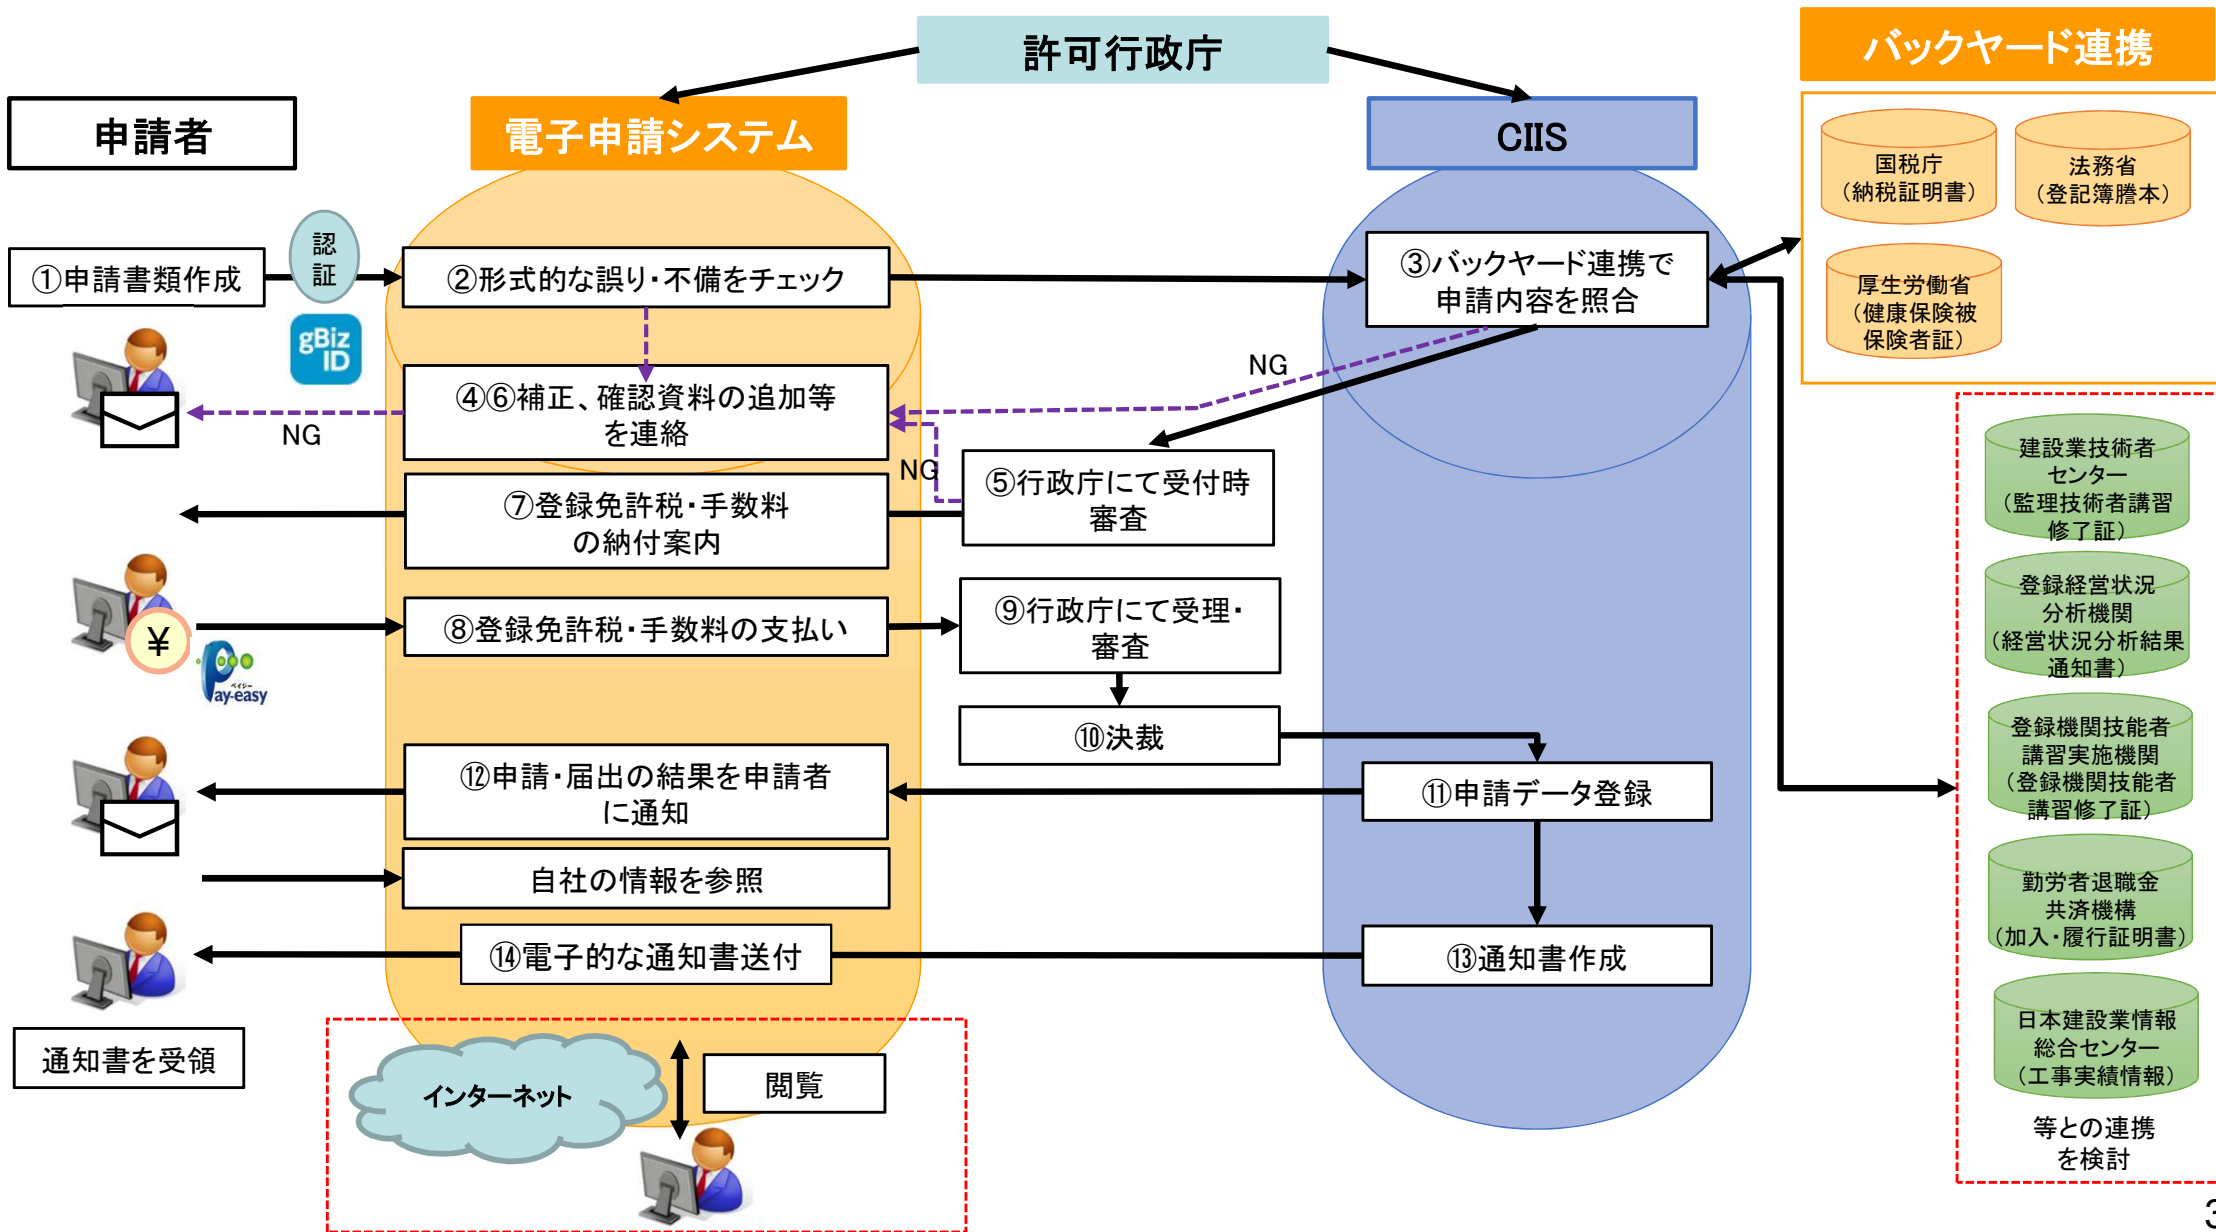 許可行政庁
バックヤード連携
申請者
電子申請システム
CIIS
国税庁
（納税証明書）
法務省
（登記簿謄本）
厚生労働省
（健康保険被
保険者証）
①申請書類作成
認
証
gBiz
ID
②形式的な誤り・不備をチェック
③バックヤード連携で
申請内容を照合
NG
④⑥補正、確認資料の追加等
を連絡
NG
NG
⑤行政庁にて受付時
審査
⑦登録免許税・手数料
の納付案内
¥
Pay-easy
ペイジー
⑧登録免許税・手数料の支払い
⑨行政庁にて受理・
審査
⑩決裁
⑪申請データ登録
⑫申請・届出の結果を申請者
に通知
自社の情報を参照
⑬通知書作成
⑭電子的な通知書送付
通知書を受領
インターネット
閲覧
建設業技術者
センター
（監理技術者講習
修了証）
登録経営状況
分析機関
（経営状況分析結果
通知書）
登録機関技能者
講習実施機関
（登録機関技能者
講習修了証）
勤労者退職金
共済機構
（加入・履行証明書）
日本建設業情報
総合センター
（工事実績情報）
等との連携
を検討
3